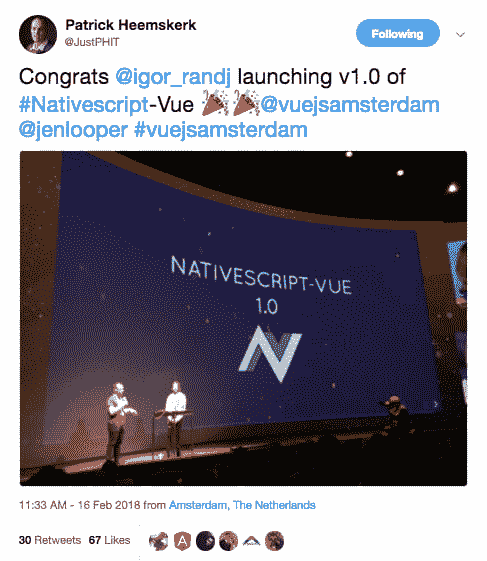 Patrick Heemskerk
@JustPHIT
Following
Congrats @igor_randj launching v1.0 of
#Nativescript-Vue 🎉🎉@vuejsamsterdam
@jenlooper #vuejsamsterdam
NATIVESCRIPT-VUE
1.0
11:33 AM - 16 Feb 2018 from Amsterdam, The Netherlands
30 Retweets 67 Likes